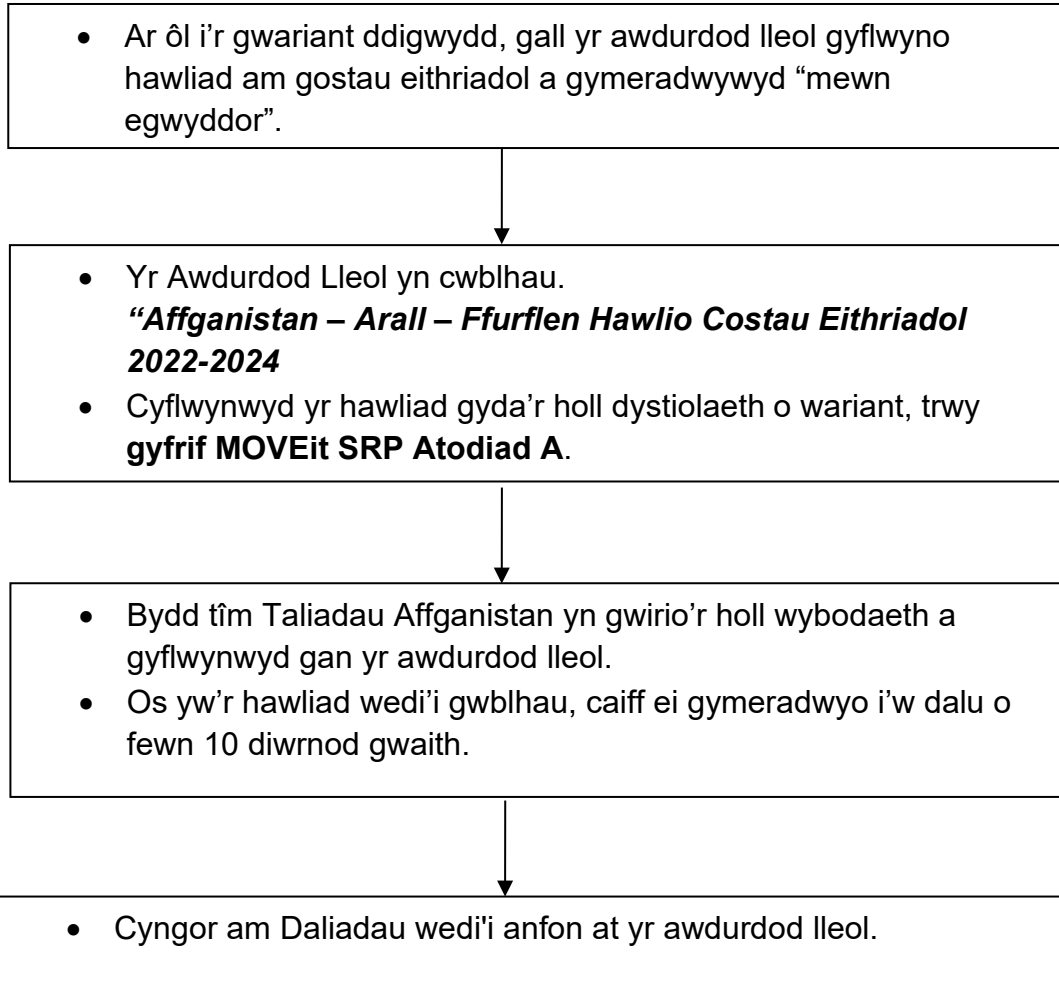 • Ar ôl i’r gwariant ddigwydd, gall yr awdurdod lleol gyflwyno
hawliad am gostau eithriadol a gymeradwywyd “mewn
egwyddor”.
• Yr Awdurdod Lleol yn cwblhau.
“Affganistan – Arall – Ffurflen Hawlio Costau Eithriadol
2022-2024
• Cyflwynwyd yr hawliad gyda’r holl dystiolaeth o wariant, trwy
gyfrif MOVEit SRP Atodiad A.
• Bydd tîm Taliadau Affganistan yn gwirio’r holl wybodaeth a
gyflwynwyd gan yr awdurdod lleol.
• Os yw’r hawliad wedi’i gwblhau, caiff ei gymeradwyo i’w dalu o
fewn 10 diwrnod gwaith.
• Cyngor am Daliadau wedi'i anfon at yr awdurdod lleol.